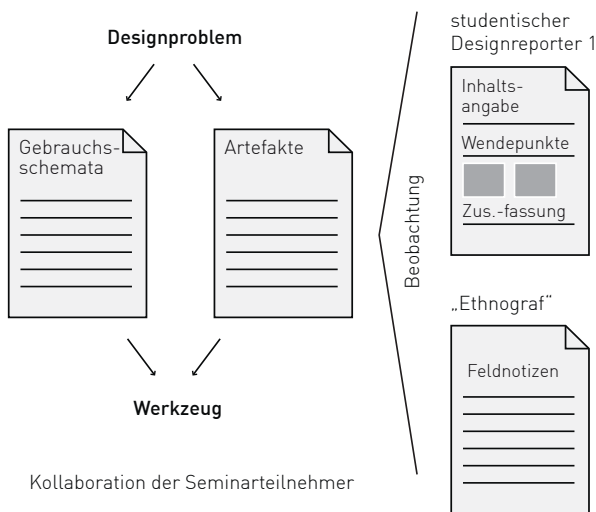 Designproblem
Gebrauchs-
schemata
Artefakte
Werkzeug
Kollaboration der Seminarteilnehmer
Beobachtung
studentischer
Designreporter 1
Inhalts-
angabe
Wendepunkte
Zus.-fassung
„Ethnograf“
Feldnotizen